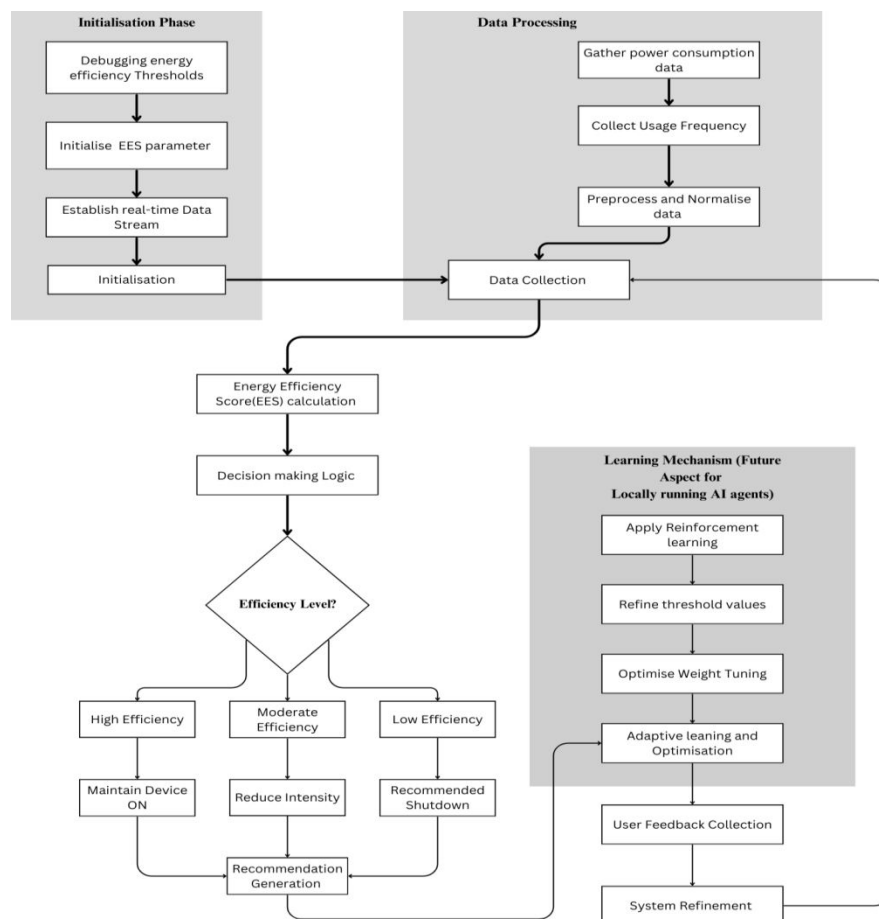 Initialisation Phase
Debugging energy
efficiency Thresholds
Initialise EES parameter
Establish real-time Data
Stream
Initialisation
Data Processing
Gather power consumption
data
Collect Usage Frequency
Preprocess and Normalise
data
Data Collection
Energy Efficiency
Score(EES) calculation
Decision making Logic
Efficiency Level?
High Efficiency
Moderate
Efficiency
Low Efficiency
Maintain Device
ON
Reduce Intensity
Recommended
Shutdown
Recommendation
Generation
Learning Mechanism (Future
Aspect for
Locally running AI agents)
Apply Reinforcement
learning
Refine threshold values
Optimise Weight Tuning
Adaptive leaning and
Optimisation
User Feedback Collection
System Refinement